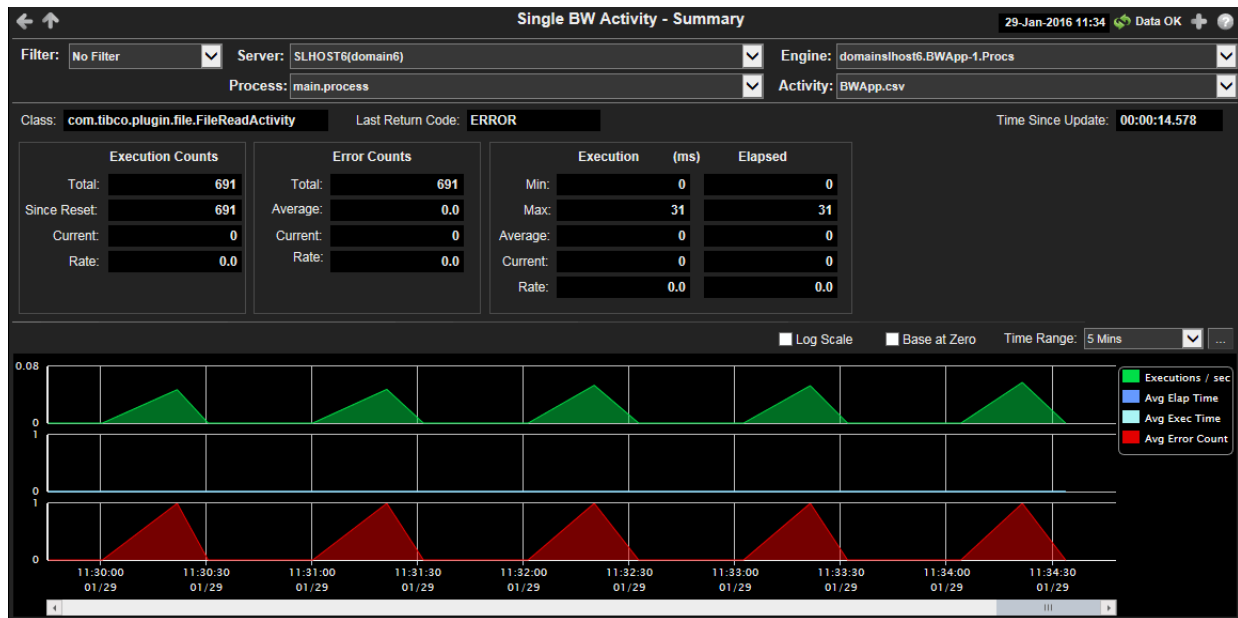 Single BW Activity - Summary 29-Jan-2016 11:34 Data OK
Filter: No Filter Server: SLHOST6(domain6) Engine: domainslhost6.BWApp-1.Procs
Process: main.process Activity: BWApp.csv
Class: com.tibco.plugin.file.FileReadActivity Last Return Code: ERROR Time Since Update: 00:00:14.578
Execution Counts Error Counts Execution (ms) Elapsed
Total: 691 Total: 691 Min: 0 0
Since Reset: 691 Average: 0.0 Max: 31 31
Current: 0 Current: 0 Average: 0 0
Rate: 0.0 Rate: 0.0 Current: 0 0
Rate: 0.0 0.0
Log Scale Base at Zero Time Range: 5 Mins ...
0.08
Executions / sec
Avg Elap Time
Avg Exec Time
0
1
Avg Error Count
0
1
0
11:30:00 11:30:30 11:31:00 11:31:30 11:32:00 11:32:30 11:33:00 11:33:30 11:34:00 11:34:30
01/29 01/29 01/29 01/29 01/29 01/29 01/29 01/29 01/29 01/29